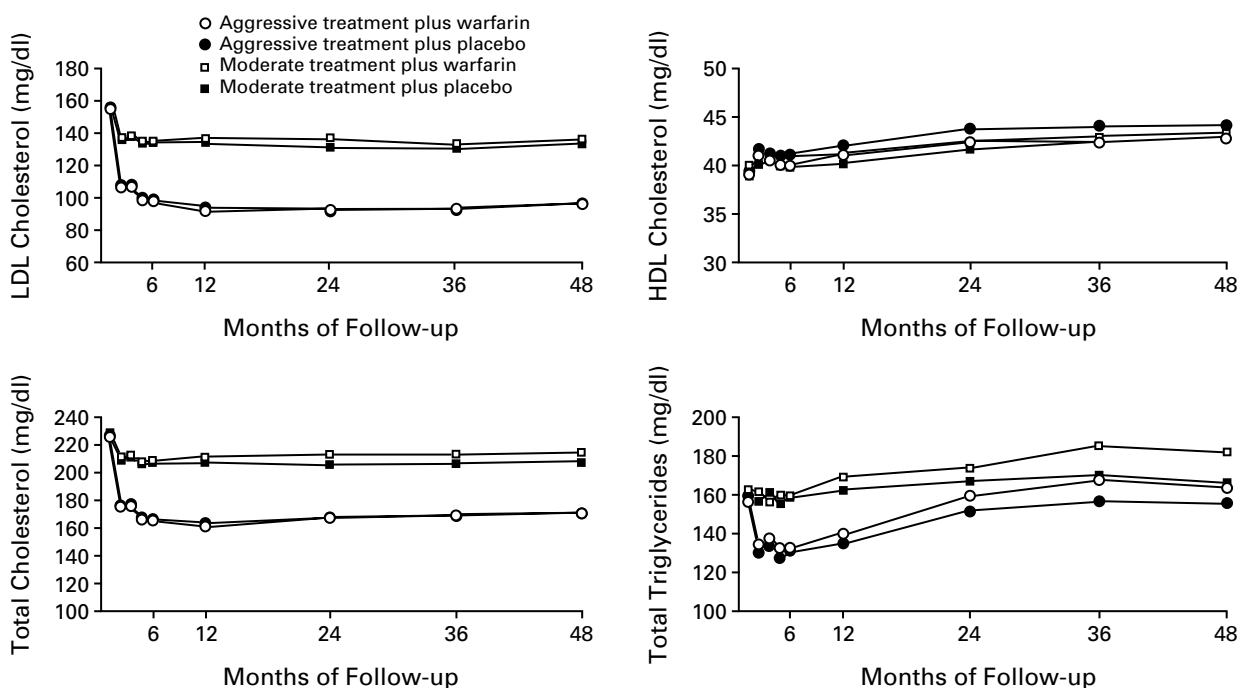 Aggressive treatment plus warfarin
Aggressive treatment plus placebo
Moderate treatment plus warfarin
Moderate treatment plus placebo
LDL Cholesterol (mg/dl)
180
160
140
120
100
80
60
6 12 24 36 48
Months of Follow-up
HDL Cholesterol (mg/dl)
50
45
40
35
30
6 12 24 36 48
Months of Follow-up
Total Cholesterol (mg/dl)
240
220
200
180
160
140
120
100
6 12 24 36 48
Months of Follow-up
Total Triglycerides (mg/dl)
200
180
160
140
120
100
6 12 24 36 48
Months of Follow-up